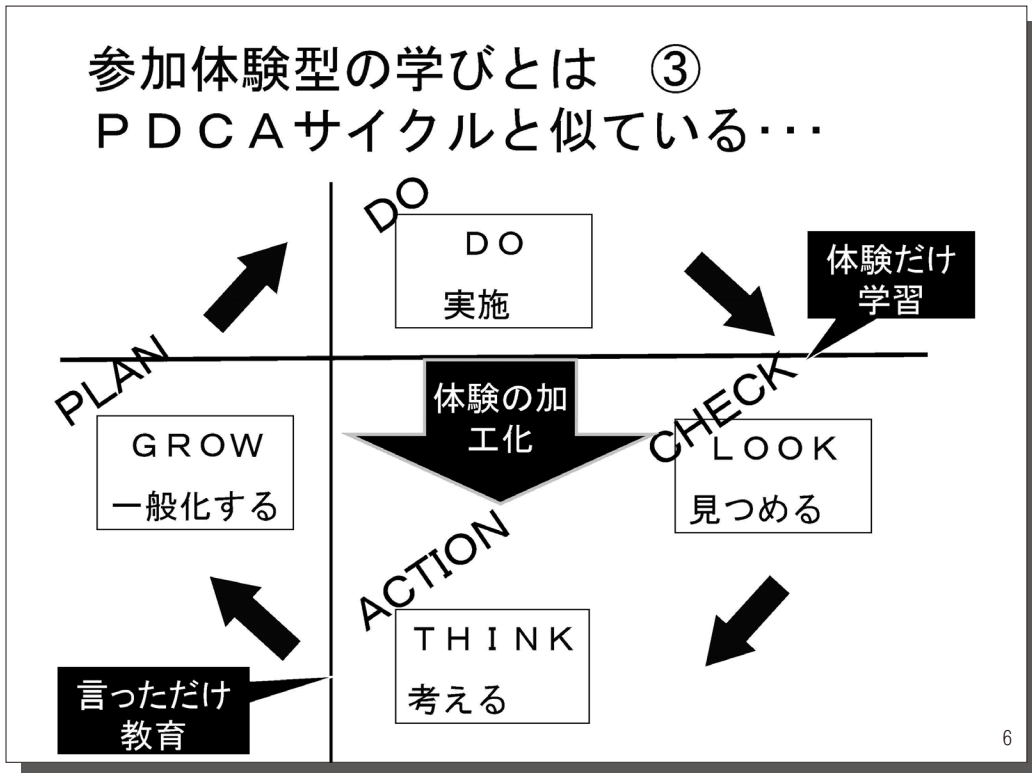 参加体験型の学びとは　③
ＰＤＣＡサイクルと似ている･･･
DO
ＤＯ
実施
体験だけ
学習
PLAN
体験の加
工化
CHECK
ＧＲＯＷ
一般化する
ＬＯＯＫ
見つめる
ACTION
ＴＨＩＮＫ
考える
言っただけ
教育
6